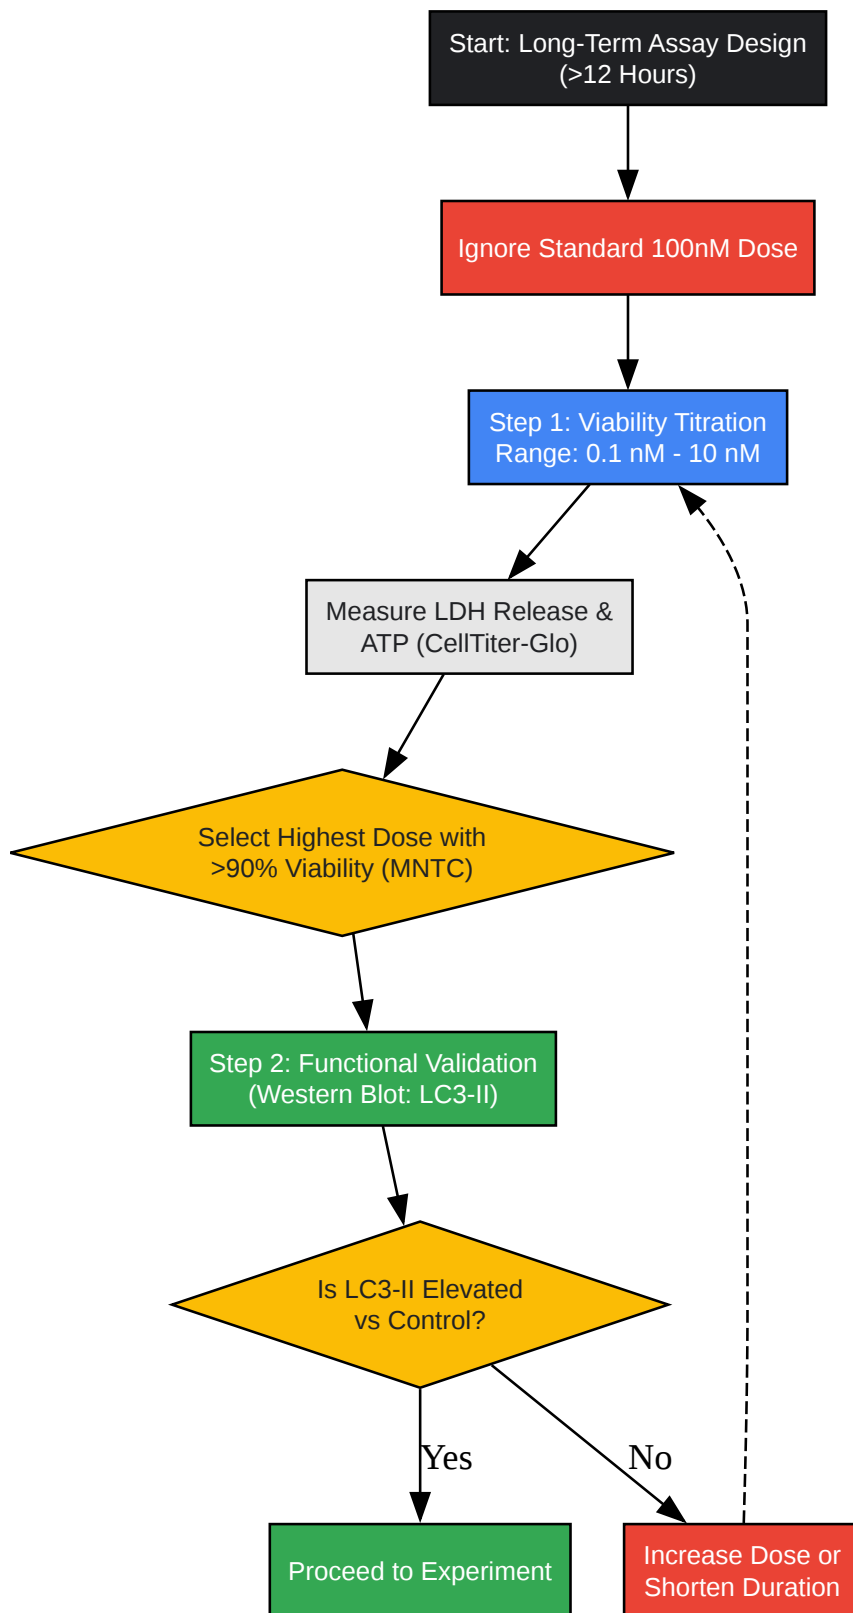 Start: Long-Term Assay Design
(>12 Hours)
Ignore Standard 100nM Dose
Step 1: Viability Titration
Range: 0.1 nM - 10 nM
Measure LDH Release &
ATP (CellTiter-Glo)
Select Highest Dose with
>90% Viability (MNTC)
Step 2: Functional Validation
(Western Blot: LC3-II)
Is LC3-II Elevated
vs Control?
Yes
No
Proceed to Experiment
Increase Dose or
Shorten Duration